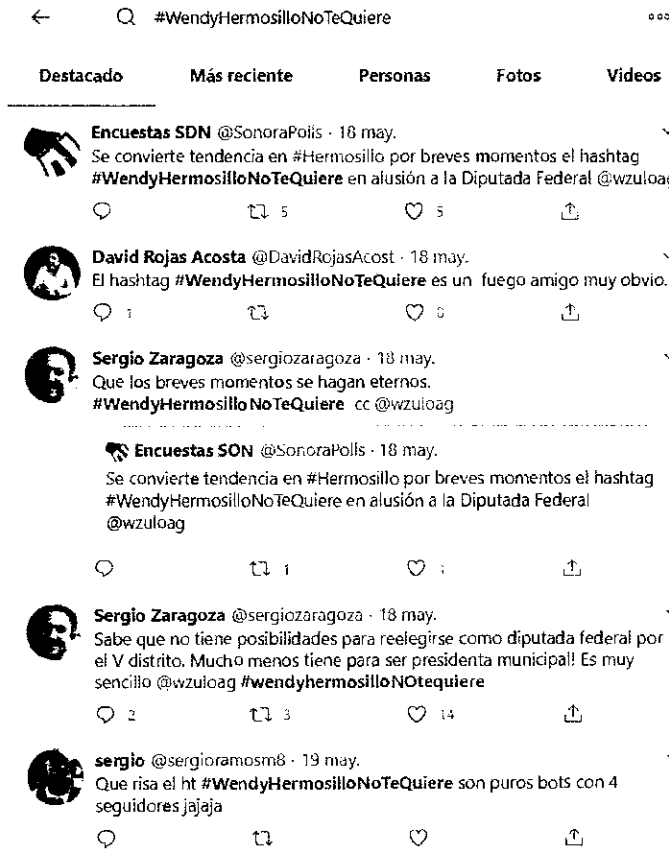 #WendyHermosilloNoTeQuiere
Destacado Más reciente Personas Fotos Videos
Encuestas SDN @SonoraPolis · 18 may.
Se convierte tendencia en #Hermosillo por breves momentos el hashtag
#WendyHermosilloNoTeQuiere en alusión a la Diputada Federal @wzuloag
5 5
David Rojas Acosta @DavidRojasAcost · 18 may.
El hashtag #WendyHermosilloNoTeQuiere es un fuego amigo muy obvio.
1
Sergio Zaragoza @sergiozaragoza · 18 may.
Que los breves momentos se hagan eternos.
#WendyHermosilloNoTeQuiere cc @wzuloag
Encuestas SDN @SonoraPolis · 18 may.
Se convierte tendencia en #Hermosillo por breves momentos el hashtag
#WendyHermosilloNoTeQuiere en alusión a la Diputada Federal
@wzuloag
1
Sergio Zaragoza @sergiozaragoza · 18 may.
Sabe que no tiene posibilidades para reelegirse como diputada federal por
el V distrito. Mucho menos tiene para ser presidenta municipal! Es muy
sencillo @wzuloag #wendyhermosilloNOtequiere
2 3 14
sergio @sergioramosm8 · 19 may.
Que risa el ht #WendyHermosilloNoTeQuiere son puros bots con 4
seguidores jajaja